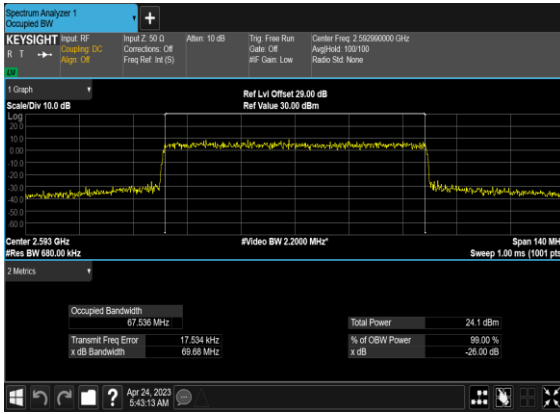 Spectrum Analyzer 1
Occupied BW
+
KEYSIGHT Input: RF Input Z: 50 Ω Atten: 10 dB Trig: Free Run Center Freq: 2.592990000 GHz
R T Coupling: DC Corrections: Off Gate: Off Avg|Hold: 100/100
Align: Off Freq Ref: Int (S) #IF Gain: Low Radio Std: None
1 Graph
Ref Lvl Offset 29.00 dB
Scale/Div 10.0 dB Ref Value 30.00 dBm
Log
20.0
10.0
0.00
-10.0
-20.0
-30.0
-40.0
-50.0
-60.0
Center 2.593 GHz #Video BW 2.2000 MHz* Span 140 MH
#Res BW 680.00 kHz Sweep 1.00 ms (1001 pts
2 Metrics
Occupied Bandwidth
67.536 MHz Total Power 24.1 dBm
Transmit Freq Error 17.534 kHz % of OBW Power 99.00 %
x dB Bandwidth 69.68 MHz x dB -26.00 dB
? Apr 24, 2023
5:43:13 AM